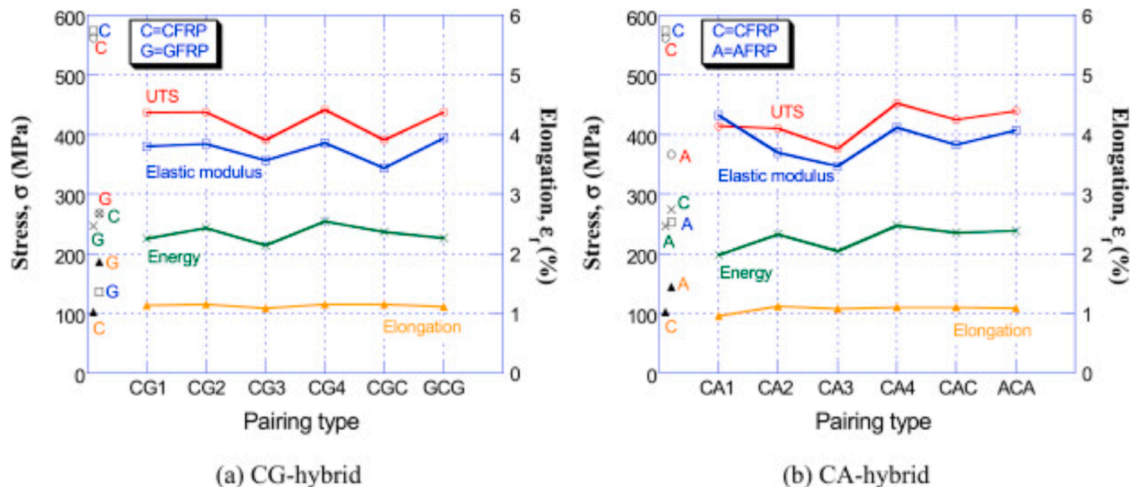 600
500
400
300
200
100
0
Stress, σ (MPa)
C=CFRP
G=GFRP
C
C
UTS
Elastic modulus
G
C
G
G
G
C
Energy
Elongation
6
5
4
3
2
1
0
Elongation, εf (%)
CG1 CG2 CG3 CG4 CGC GCG
Pairing type
(a) CG-hybrid
600
500
400
300
200
100
0
Stress, σ (MPa)
C=CFRP
A=AFRP
C
C
UTS
A
Elastic modulus
C
A
A
A
C
Energy
Elongation
6
5
4
3
2
1
0
Elongation, εf (%)
CA1 CA2 CA3 CA4 CAC ACA
Pairing type
(b) CA-hybrid